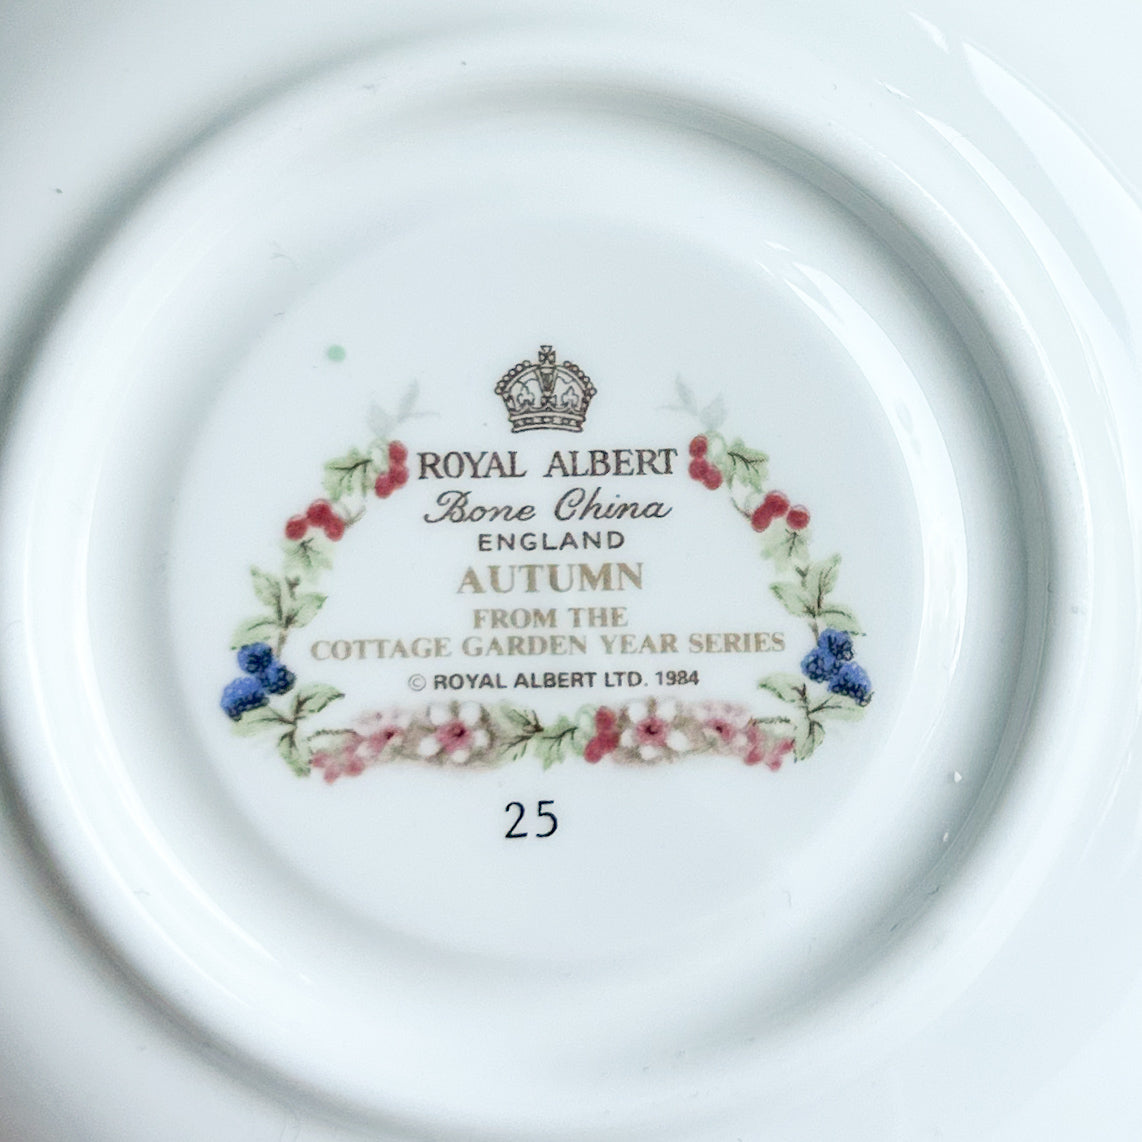 ROYAL ALBERT
Bone China
ENGLAND
AUTUMN
FROM THE
COTTAGE GARDEN YEAR SERIES
© ROYAL ALBERT LTD. 1984
25